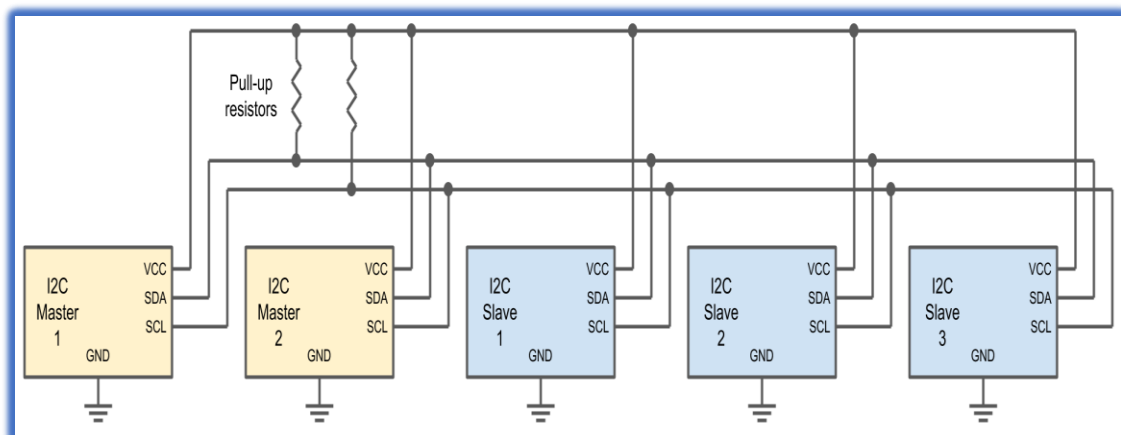 Pull-up
resistors
I2C
Master
1
VCC
SDA
SCL
GND
I2C
Master
2
VCC
SDA
SCL
GND
I2C
Slave
1
VCC
SDA
SCL
GND
I2C
Slave
2
VCC
SDA
SCL
GND
I2C
Slave
3
VCC
SDA
SCL
GND